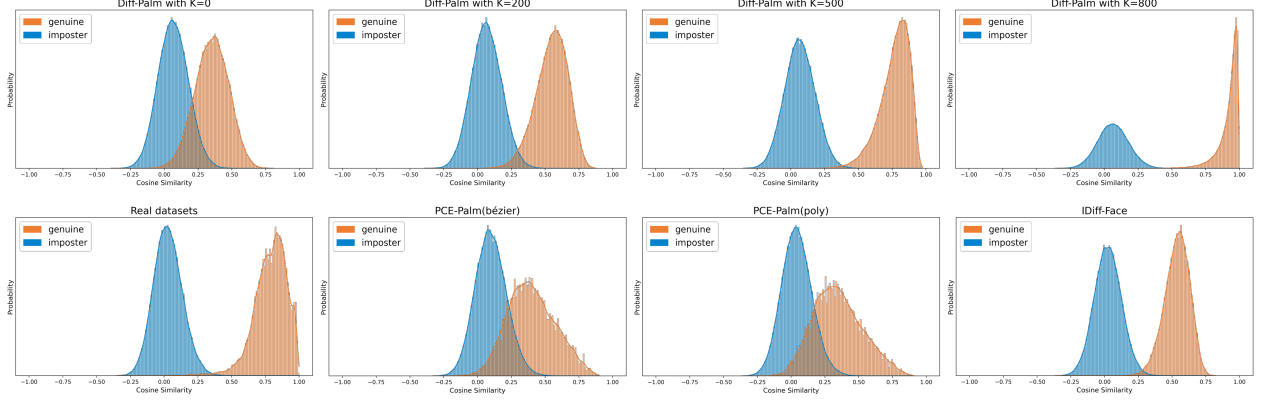 Diff-Palm with K=0
genuine
imposter
Probability
−1.00 −0.75 −0.50 −0.25 0.00 0.25 0.50 0.75 1.00
Cosine Similarity
Diff-Palm with K=200
genuine
imposter
Probability
−1.00 −0.75 −0.50 −0.25 0.00 0.25 0.50 0.75 1.00
Cosine Similarity
Diff-Palm with K=500
genuine
imposter
Probability
−1.00 −0.75 −0.50 −0.25 0.00 0.25 0.50 0.75 1.00
Cosine Similarity
Diff-Palm with K=800
genuine
imposter
Probability
−1.00 −0.75 −0.50 −0.25 0.00 0.25 0.50 0.75 1.00
Cosine Similarity
Real datasets
genuine
imposter
Probability
−1.00 −0.75 −0.50 −0.25 0.00 0.25 0.50 0.75 1.00
Cosine Similarity
PCE-Palm(bézier)
genuine
imposter
Probability
−1.00 −0.75 −0.50 −0.25 0.00 0.25 0.50 0.75 1.00
Cosine Similarity
PCE-Palm(poly)
genuine
imposter
Probability
−1.00 −0.75 −0.50 −0.25 0.00 0.25 0.50 0.75 1.00
Cosine Similarity
IDiff-Face
genuine
imposter
Probability
−1.00 −0.75 −0.50 −0.25 0.00 0.25 0.50 0.75 1.00
Cosine Similarity